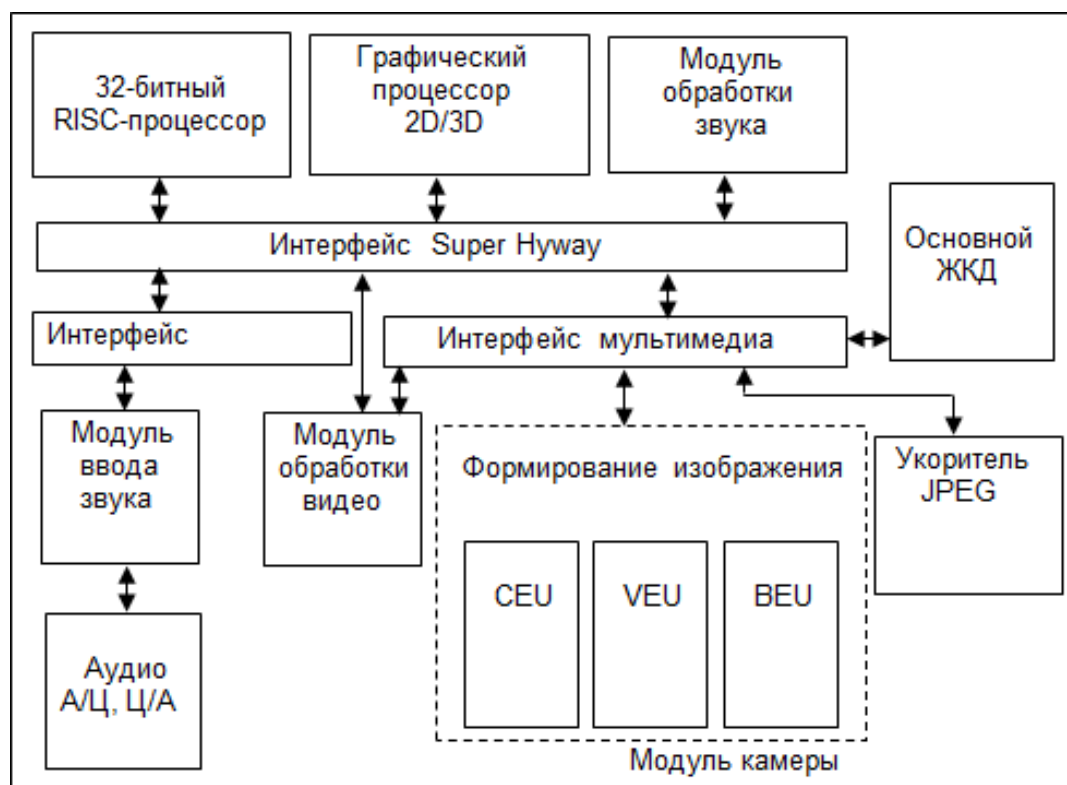 32-битный
RISC-процессор
Графический
процессор
2D/3D
Модуль
обработки
звука
Интерфейс Super Hyway
Основной
ЖКД
Интерфейс
Интерфейс мультимедиа
Модуль
ввода
звука
Модуль
обработки
видео
Формирование изображения
Укоритель
JPEG
CEU
VEU
BEU
Аудио
А/Ц, Ц/А
Модуль камеры